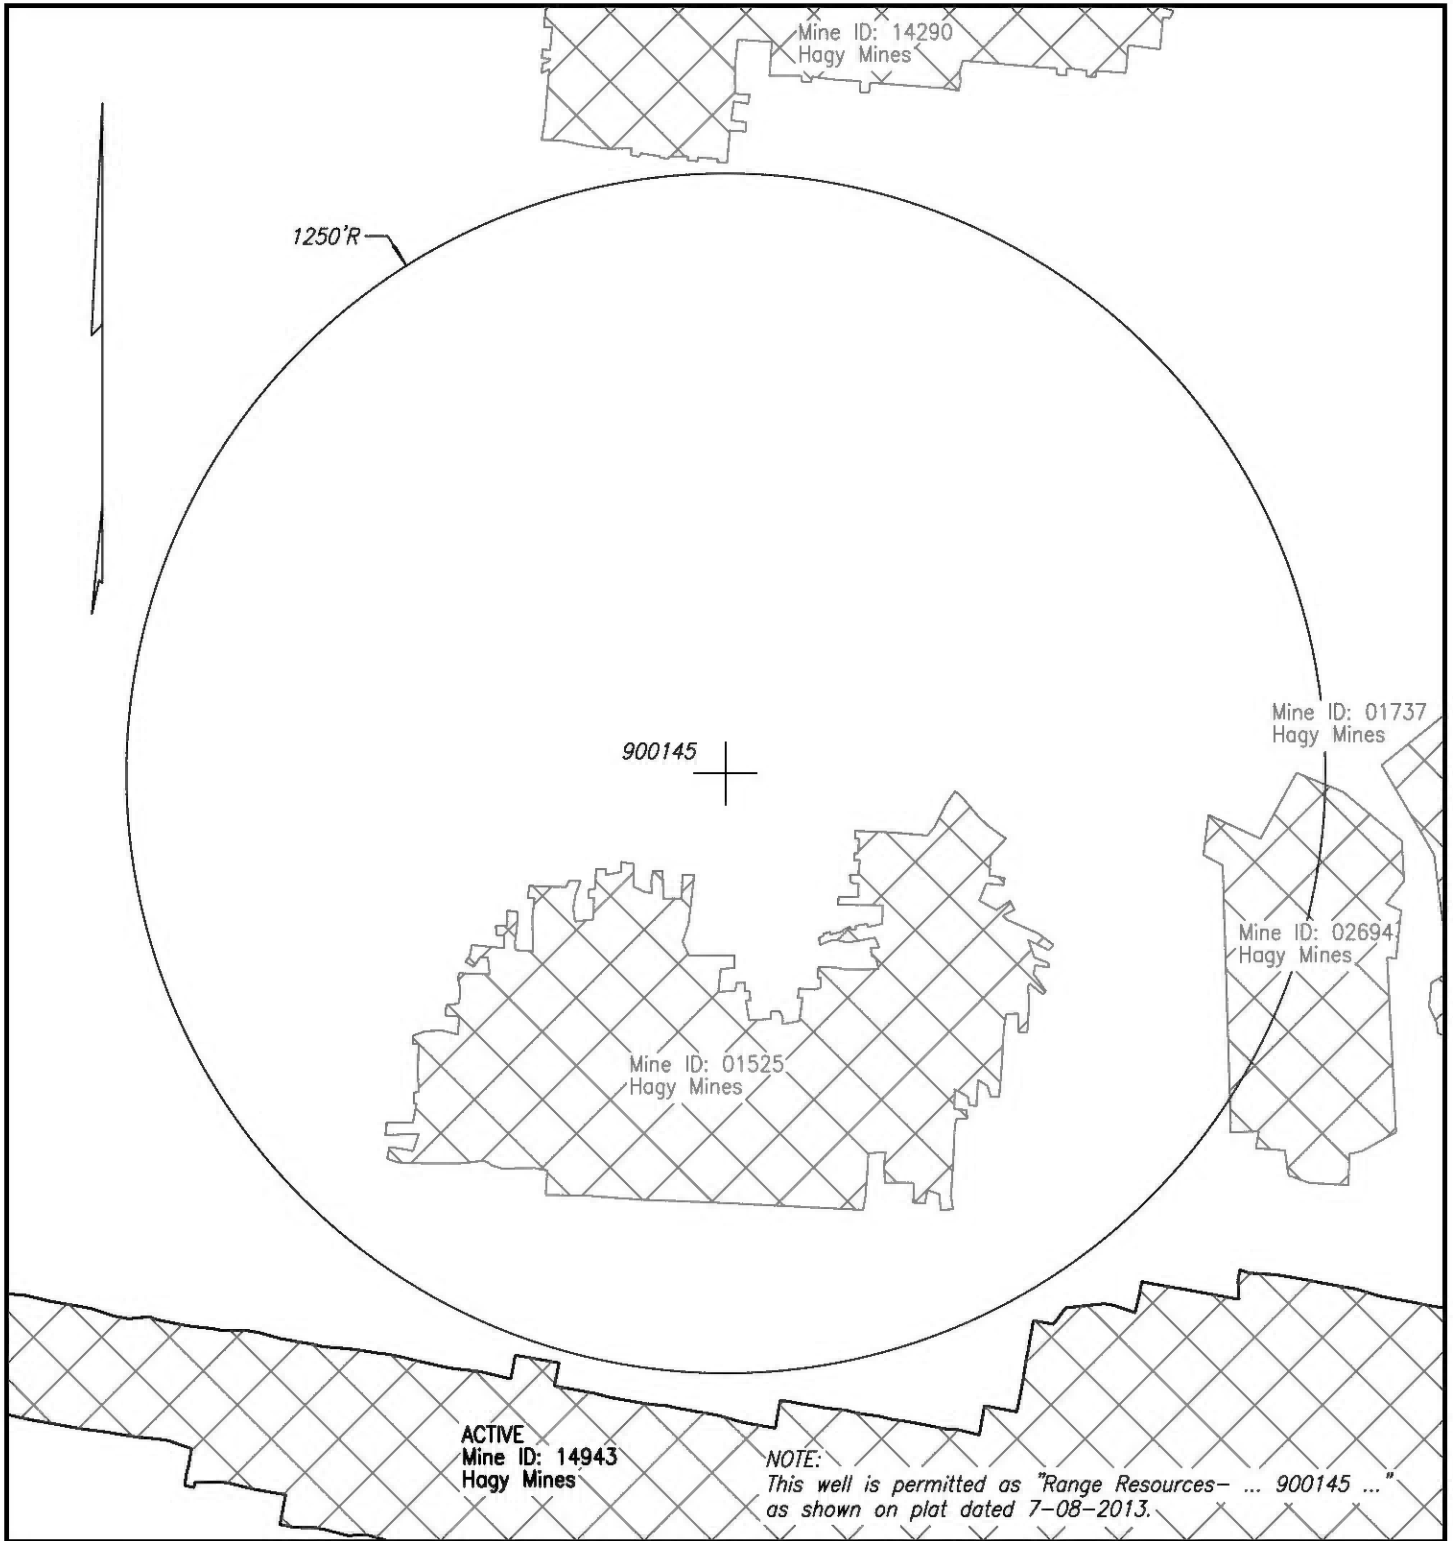 Mine ID: 14290
Hagy Mines
1250'R
Mine ID: 01737
Hagy Mines
900145
Mine ID: 02694
Hagy Mines
Mine ID: 01525
Hagy Mines
ACTIVE
Mine ID: 14943
Hagy Mines
NOTE:
This well is permitted as "Range Resources- ... 900145 ..."
as shown on plat dated 7-08-2013.